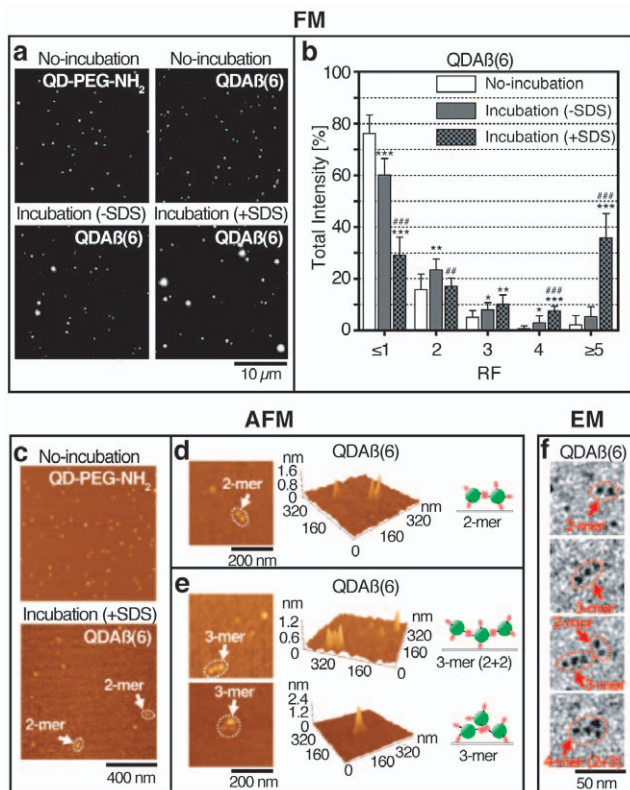 FM
a
No-incubation
QD-PEG-NH2
No-incubation
QDAß(6)
Incubation (-SDS)
QDAß(6)
Incubation (+SDS)
QDAß(6)
10 µm
b
QDAß(6)
No-incubation
Incubation (-SDS)
Incubation (+SDS)
Total Intensity [%]
100
80
60
40
20
0
***
###
***
**
##
*
**
*
###
***
###
***
≤1 2 3 4 ≥5
RF
AFM
c
No-incubation
QD-PEG-NH2
Incubation (+SDS)
QDAß(6)
2-mer
2-mer
400 nm
d
QDAß(6)
2-mer
200 nm
nm
1.6
0.8
0
320
160
0
nm
320
160
2-mer
e
QDAß(6)
3-mer
nm
1.2
0.6
0
320
160
0
nm
320
160
3-mer (2+2)
3-mer
200 nm
nm
2.4
1.2
0
320
160
0
nm
320
160
3-mer
EM
f
QDAß(6)
2-mer
3-mer
2-mer
3-mer
4-mer (2+3)
50 nm